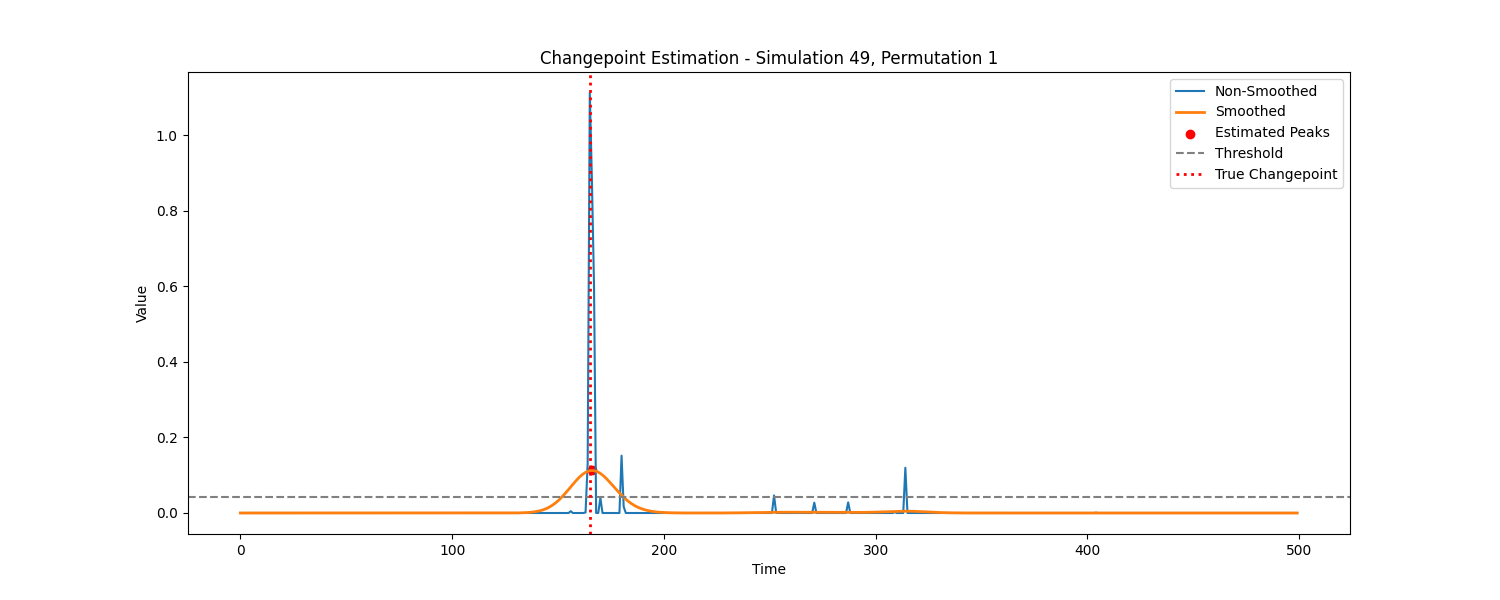 Changepoint Estimation - Simulation 49, Permutation 1
Non-Smoothed
Smoothed
Estimated Peaks
Threshold
True Changepoint
Value
1.0
0.8
0.6
0.4
0.2
0.0
0 100 200 300 400 500
Time